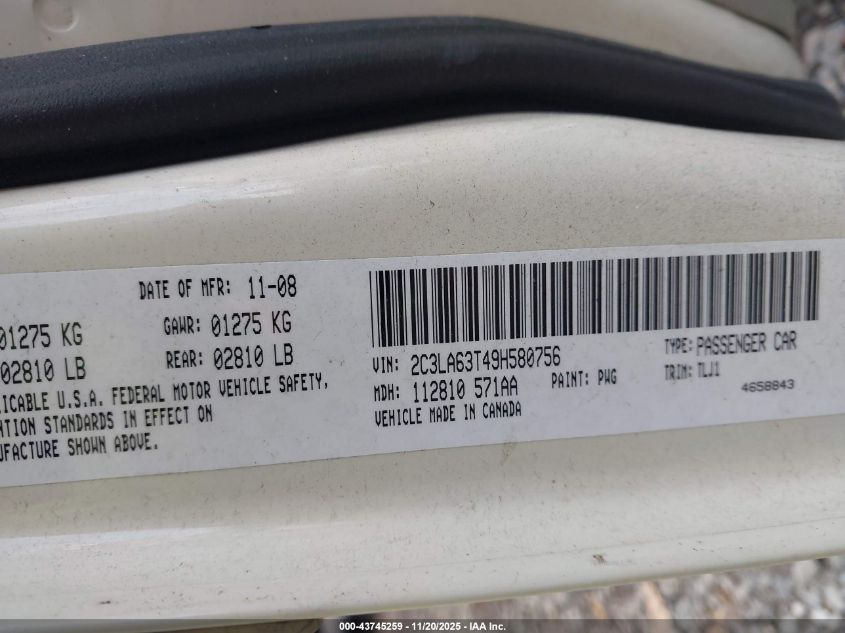 DATE OF MFR: 11-08
01275 KG GAWR: 01275 KG
02810 LB REAR: 02810 LB
ICABLE U.S.A. FEDERAL MOTOR VEHICLE SAFETY,
TION STANDARDS IN EFFECT ON
UFACTURE SHOWN ABOVE.
VIN: 2C3LA63T49H580756 TYPE: PASSENGER CAR
MDH: 112810 571AA PAINT: PWG TRIM: TLJ1
VEHICLE MADE IN CANADA 4658843
000-43745259 - 11/20/2025 - IAA Inc.